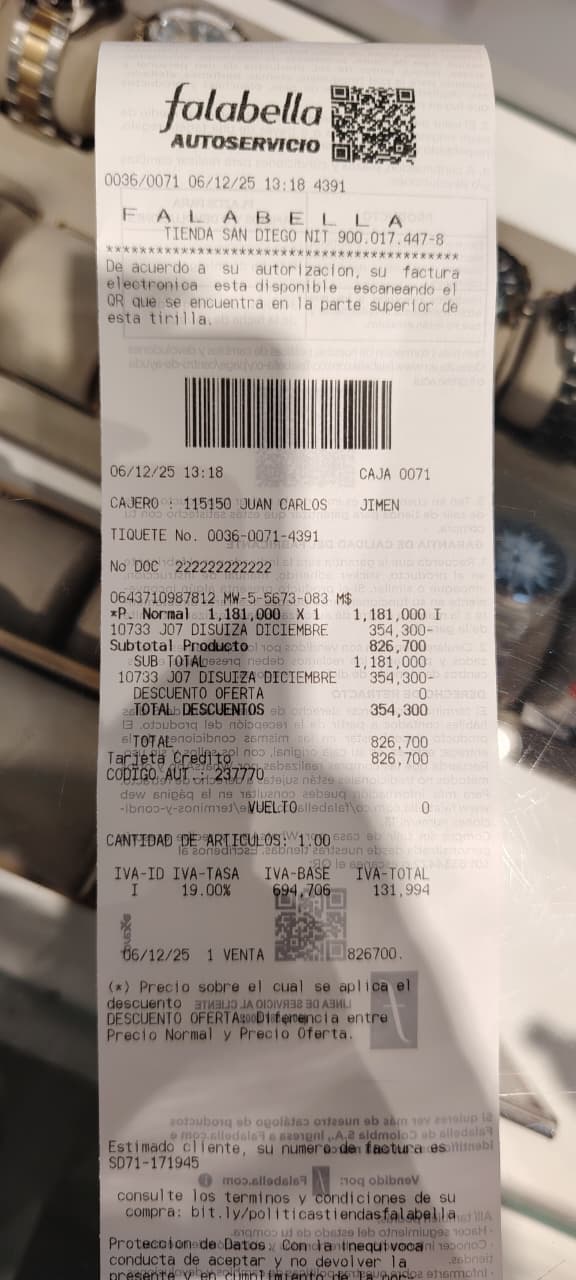 falabella
AUTOSERVICIO
0036/0071 06/12/25 13:18 4391
F A L A B E L L A
TIENDA SAN DIEGO NIT 900.017.447-8
********************************************
De acuerdo a su autorizacion, su factura
electronica esta disponible escaneando el
QR que se encuentra en la parte superior de
esta tirilla.
06/12/25 13:18 CAJA 0071
CAJERO : 115150 JUAN CARLOS JIMEN
TIQUETE No. 0036-0071-4391
No DOC 222222222222
0643710987812 MW-5-5673-083 M$
*P. Normal 1,181,000 X 1 1,181,000 I
10733 J07 DISUIZA DICIEMBRE 354,300-
Subtotal Producto 826,700
SUB TOTAL 1,181,000
10733 J07 DISUIZA DICIEMBRE 354,300-
DESCUENTO OFERTA 0
TOTAL DESCUENTOS 354,300
TOTAL 826,700
Tarjeta Credito 826,700
CODIGO AUT.: 237770
VUELTO 0
CANTIDAD DE ARTICULOS: 1.00
IVA-ID IVA-TASA IVA-BASE IVA-TOTAL
I 19.00% 694,706 131,994
06/12/25 1 VENTA 826700.
(*) Precio sobre el cual se aplica el
descuento
DESCUENTO OFERTA: Diferencia entre
Precio Normal y Precio Oferta.
Estimado cliente, su numero de factura es
SD71-171945
consulte los terminos y condiciones de su
compra: bit.ly/politicastiendasfalabella
Proteccion de Datos. Con la inequivoca
conducta de aceptar y no devolver la
presente y en cumplimiento de la